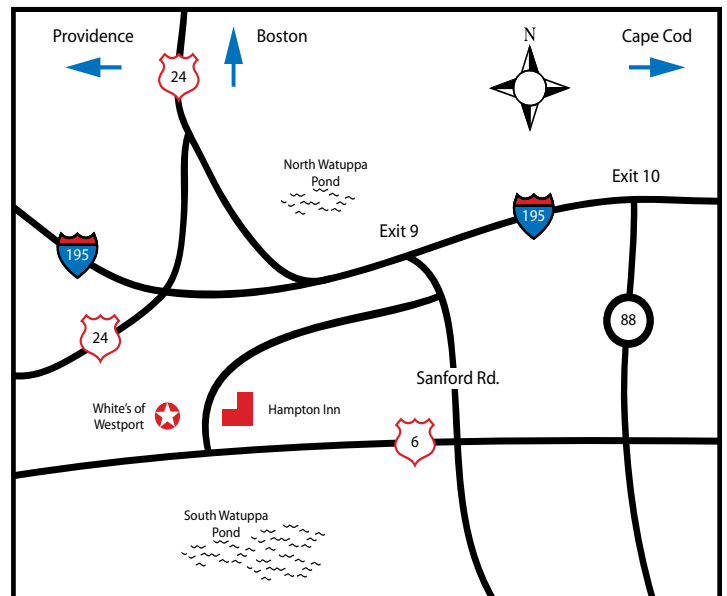 Providence
Boston
Cape Cod
24
N
North Watuppa
Pond
Exit 10
Exit 9
195
195
88
24
Sanford Rd.
White's of
Westport
Hampton Inn
6
South Watuppa
Pond